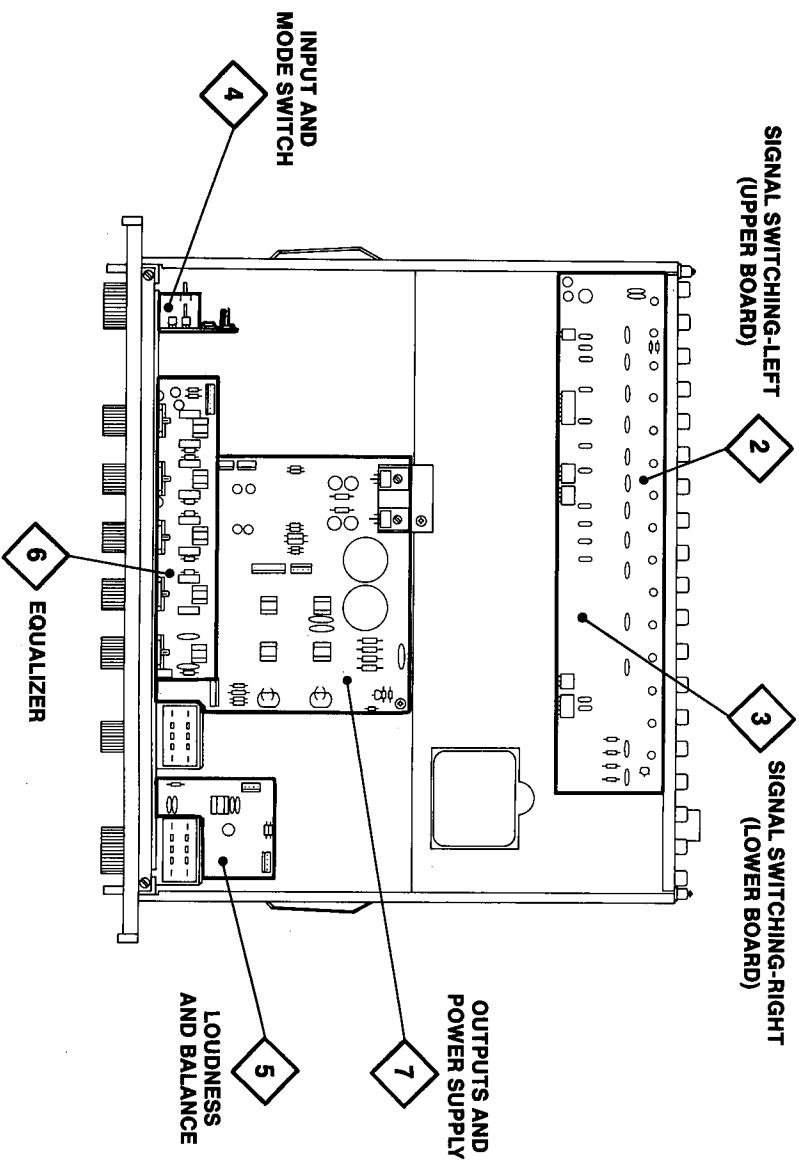 SIGNAL SWITCHING-LEFT
(UPPER BOARD)
2
3
SIGNAL SWITCHING-RIGHT
(LOWER BOARD)
INPUT AND
MODE SWITCH
4
6
EQUALIZER
OUTPUTS AND
POWER SUPPLY
7
LOUDNESS
AND BALANCE
5